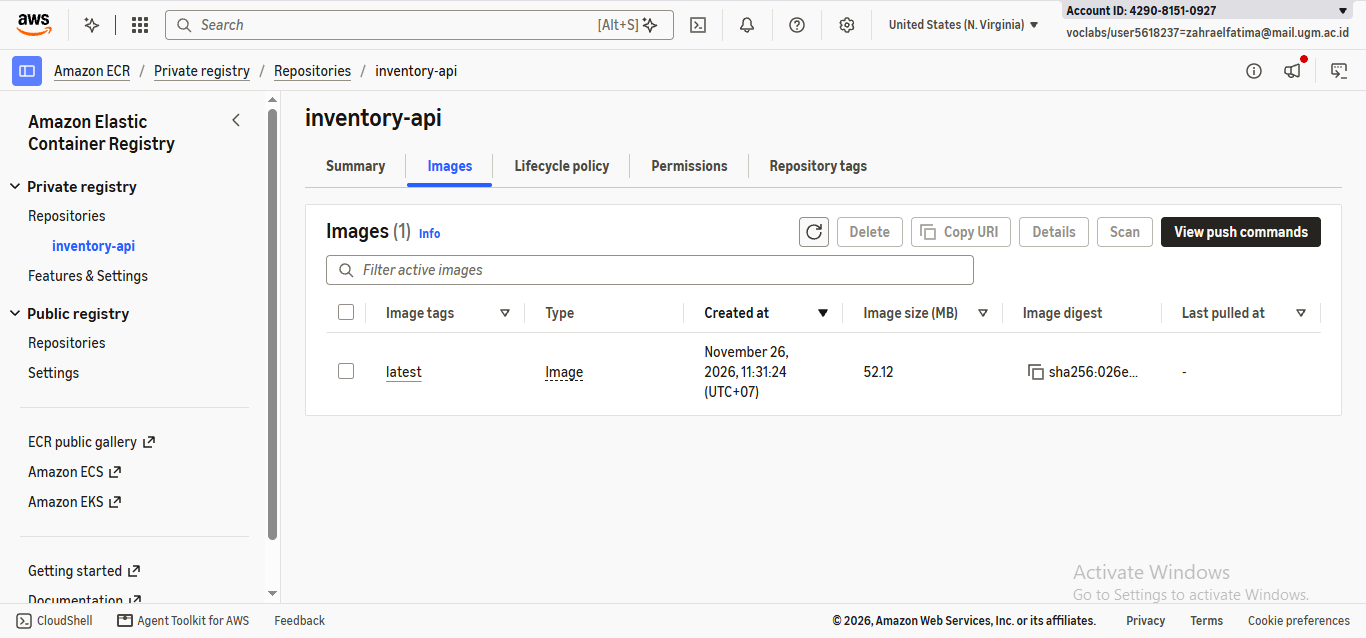 aws
Search
[Alt+S]
United States (N. Virginia)
Account ID: 4290-8151-0927
voclabs/user5618237=zahraelfatima@mail.ugm.ac.id
Amazon ECR / Private registry / Repositories / inventory-api
Amazon Elastic
Container Registry
Private registry
Repositories
inventory-api
Features & Settings
Public registry
Repositories
Settings
ECR public gallery
Amazon ECS
Amazon EKS
Getting started
Documentation
inventory-api
Summary Images Lifecycle policy Permissions Repository tags
Images (1) Info
Delete Copy URI Details Scan View push commands
Filter active images
Image tags Type Created at Image size (MB) Image digest Last pulled at
latest Image November 26, 2026, 11:31:24 (UTC+07) 52.12 sha256:026e... -
Activate Windows
Go to Settings to activate Windows.
CloudShell Agent Toolkit for AWS Feedback © 2026, Amazon Web Services, Inc. or its affiliates. Privacy Terms Cookie preferences